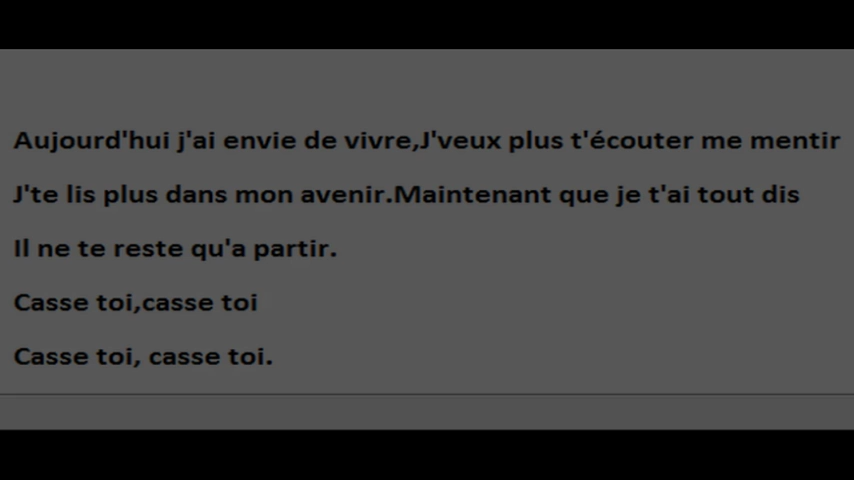 Aujourd'hui j'ai envie de vivre,J'veux plus t'écouter me mentir
J'te lis plus dans mon avenir.Maintenant que je t'ai tout dis
Il ne te reste qu'a partir.
Casse toi,casse toi
Casse toi, casse toi.